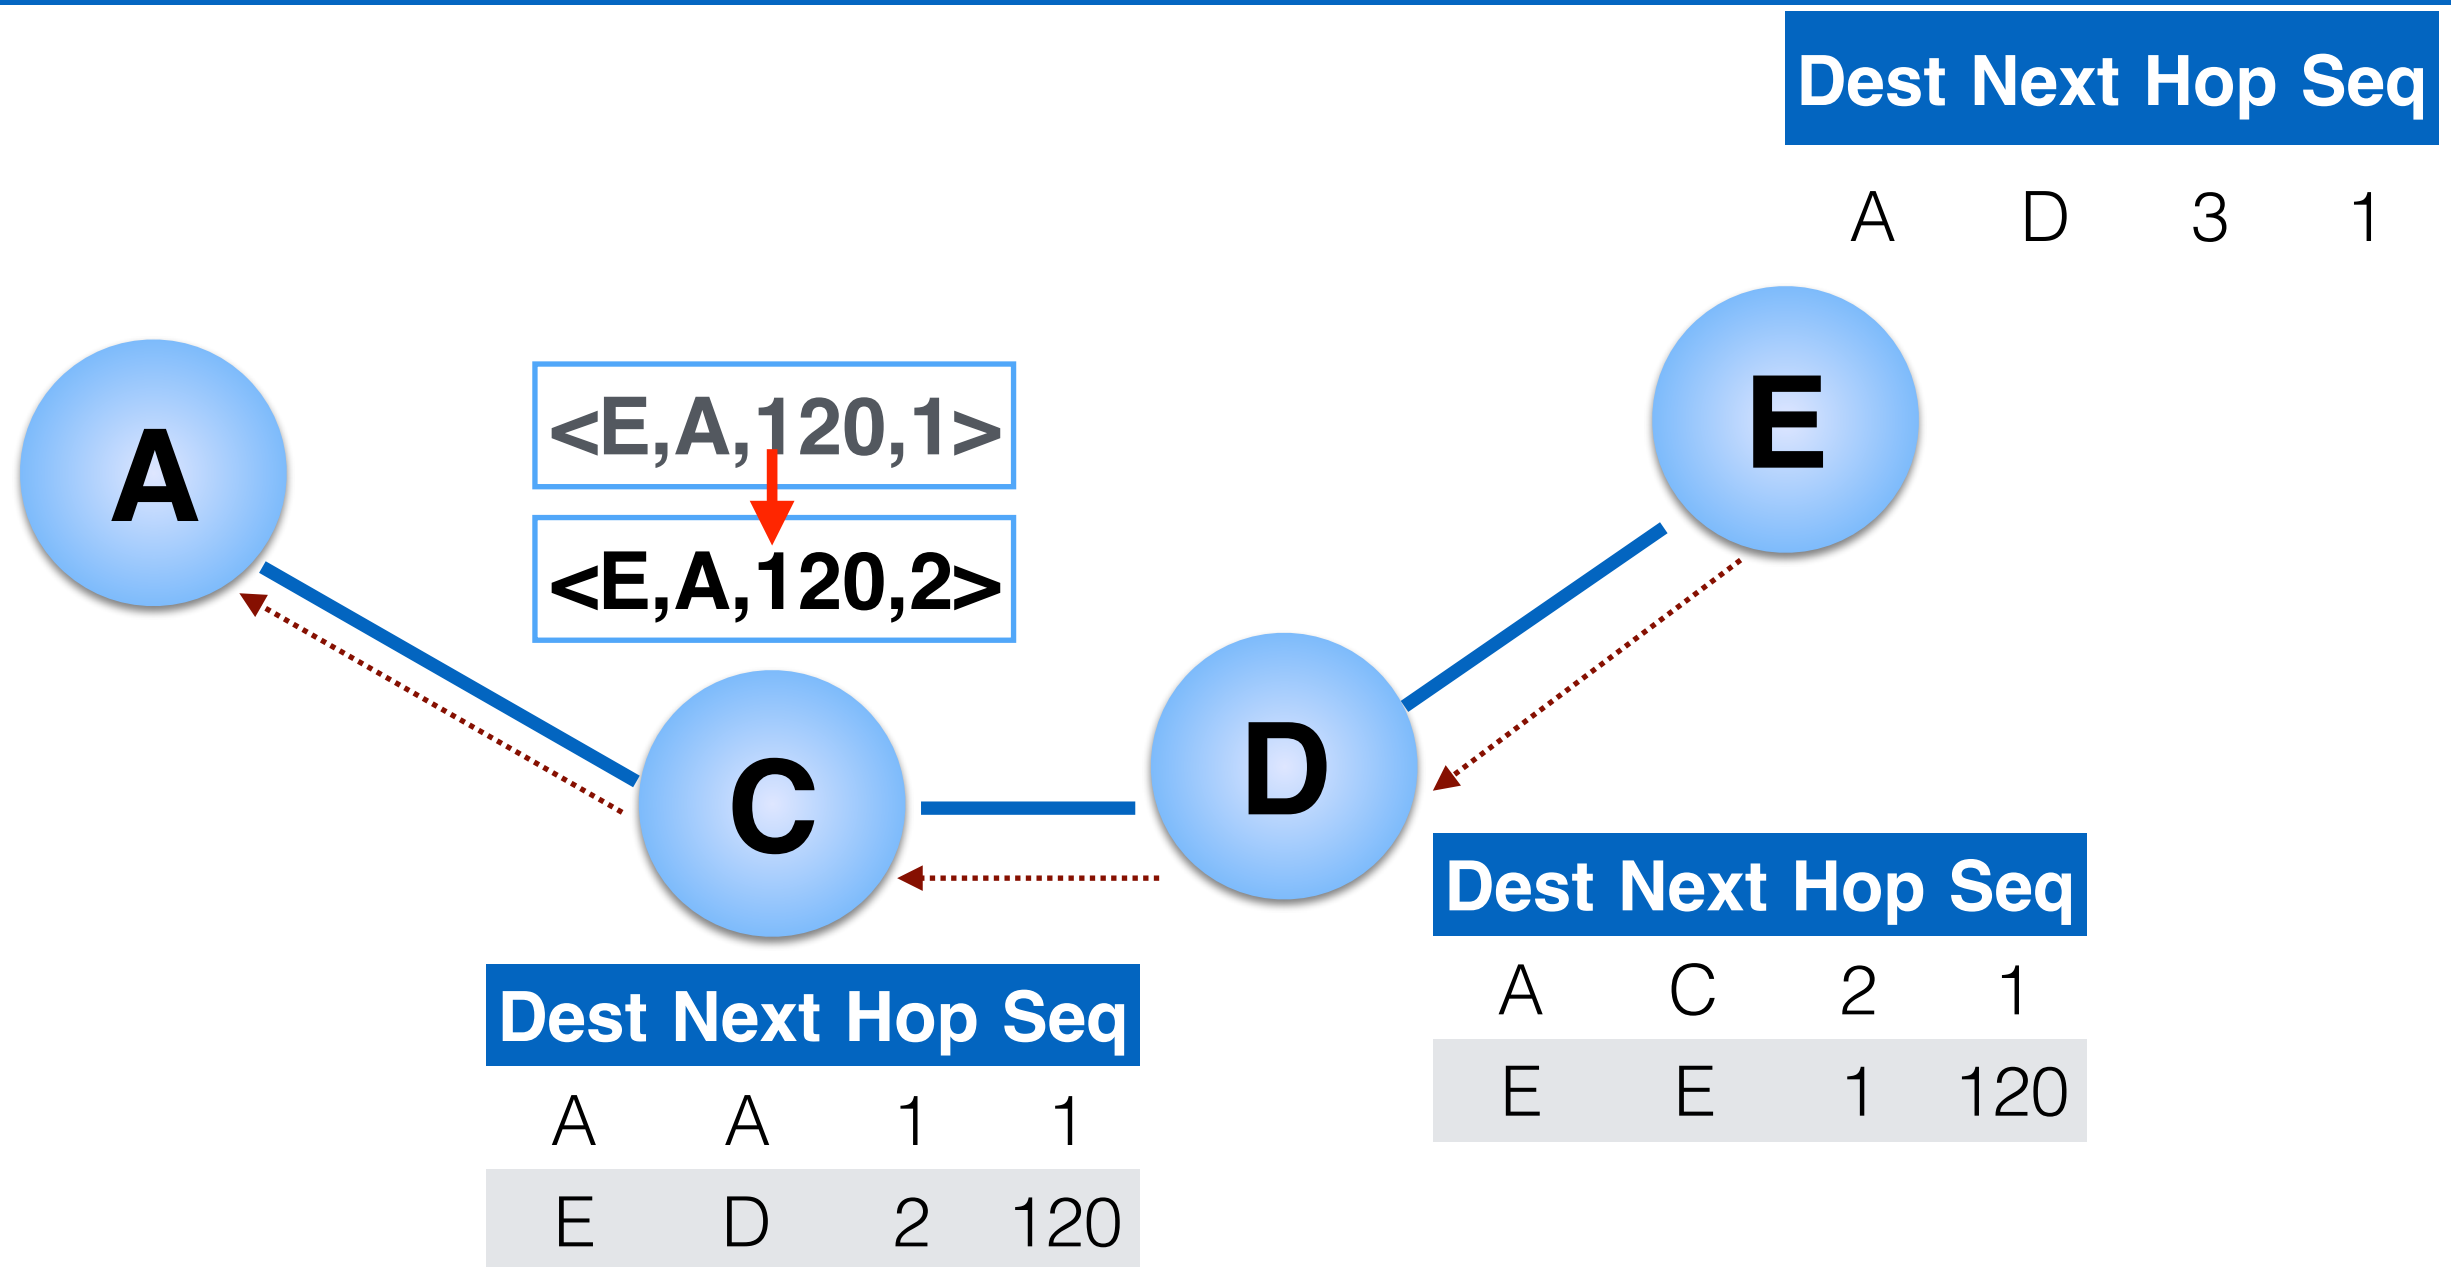 Dest Next Hop Seq
A D 3 1
A
<E,A,120,1>
<E,A,120,2>
E
C
D
Dest Next Hop Seq
A C 2 1
E E 1 120
Dest Next Hop Seq
A A 1 1
E D 2 120